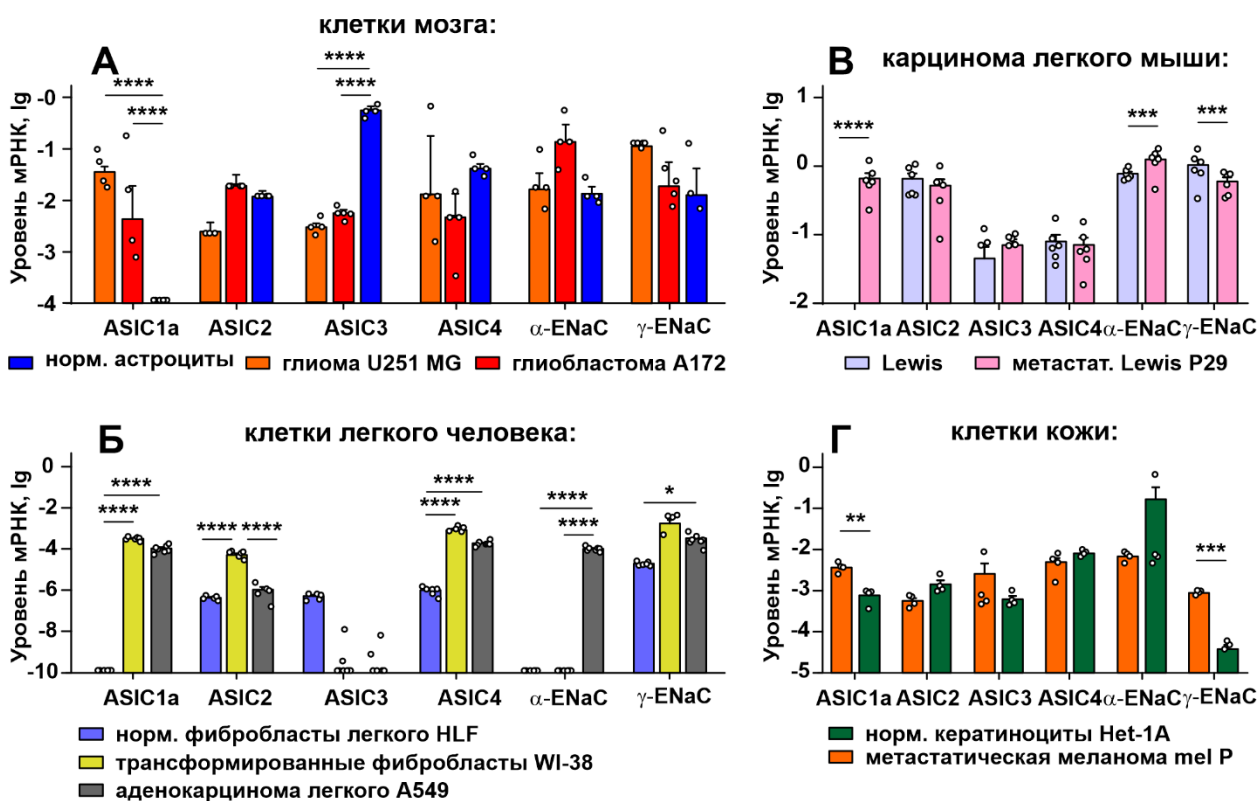 клетки мозга:
А
Уровень мРНК, lg
**** ****
**** ****
-0
-1
-2
-3
-4
ASIC1a ASIC2 ASIC3 ASIC4 α-ENaC γ-ENaC
норм. астроциты глиома U251 MG глиобластома A172
В карцинома легкого мыши:
Уровень мРНК, lg
**** *** ***
1
0
-1
-2
ASIC1a ASIC2 ASIC3 ASIC4 α-ENaC γ-ENaC
Lewis метастат. Lewis P29
Б клетки легкого человека:
Уровень мРНК, lg
**** **** **** *
**** **** **** **** ****
0
-2
-4
-6
-8
-10
ASIC1a ASIC2 ASIC3 ASIC4 α-ENaC γ-ENaC
норм. фибробласты легкого HLF
трансформированные фибробласты WI-38
аденокарцинома легкого A549
Г клетки кожи:
Уровень мРНК, lg
** ***
0
-1
-2
-3
-4
-5
ASIC1a ASIC2 ASIC3 ASIC4 α-ENaC γ-ENaC
норм. кератиноциты Het-1A
метастатическая меланома mel P